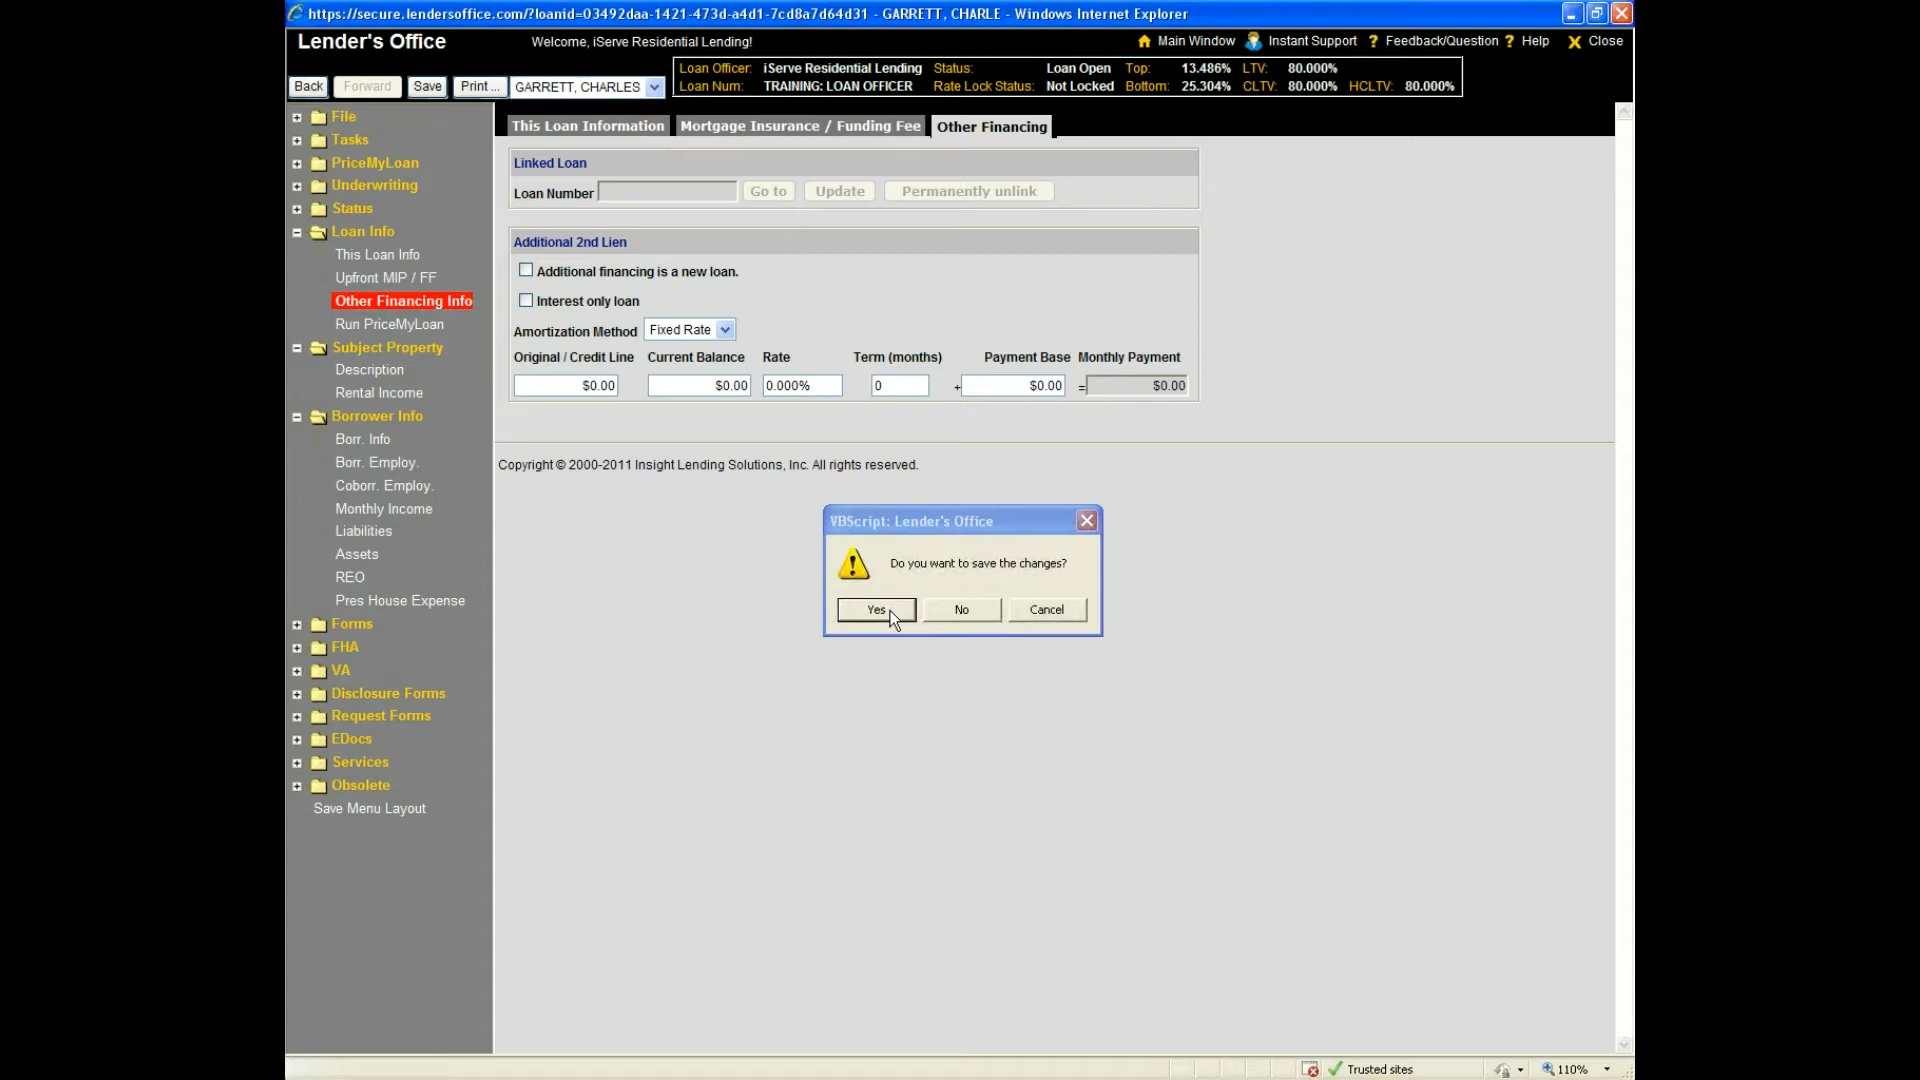 https://secure.lendersoffice.com/?loanid=03492daa-1421-473d-a4d1-7cd8a7d64d31 - GARRETT, CHARLE - Windows Internet Explorer
Lender's Office Welcome, iServe Residential Lending! Main Window Instant Support ? Feedback/Question ? Help X Close
Loan Officer: iServe Residential Lending Status: Loan Open Top: 13.486% LTV: 80.000%
Back Forward Save Print ... GARRETT, CHARLES Loan Num: TRAINING: LOAN OFFICER Rate Lock Status: Not Locked Bottom: 25.304% CLTV: 80.000% HCLTV: 80.000%
File
Tasks
PriceMyLoan
Underwriting
Status
Loan Info
This Loan Info
Upfront MIP / FF
Other Financing Info
Run PriceMyLoan
Subject Property
Description
Rental Income
Borrower Info
Borr. Info
Borr. Employ.
Coborr. Employ.
Monthly Income
Liabilities
Assets
REO
Pres House Expense
Forms
FHA
VA
Disclosure Forms
Request Forms
EDocs
Services
Obsolete
Save Menu Layout
This Loan Information Mortgage Insurance / Funding Fee Other Financing
Linked Loan
Loan Number Go to Update Permanently unlink
Additional 2nd Lien
Additional financing is a new loan.
Interest only loan
Amortization Method Fixed Rate
Original / Credit Line Current Balance Rate Term (months) Payment Base Monthly Payment
$0.00 $0.00 0.000% 0 + $0.00 = $0.00
Copyright © 2000-2011 Insight Lending Solutions, Inc. All rights reserved.
VBScript: Lender's Office
Do you want to save the changes?
Yes No Cancel
Trusted sites 110%